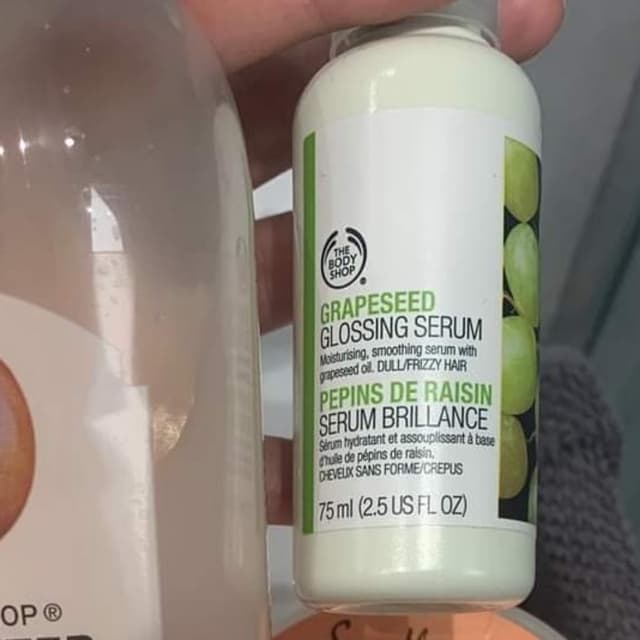 THE
BODY
SHOP®
GRAPESEED
GLOSSING SERUM
Moisturising, smoothing serum with
grapeseed oil. DULL/FRIZZY HAIR
PEPINS DE RAISIN
SERUM BRILLANCE
Sérum hydratant et assouplissant à base
d'huile de pépins de raisin.
CHEVEUX SANS FORME/CREPUS
75 ml (2.5 US FL OZ)
OP®